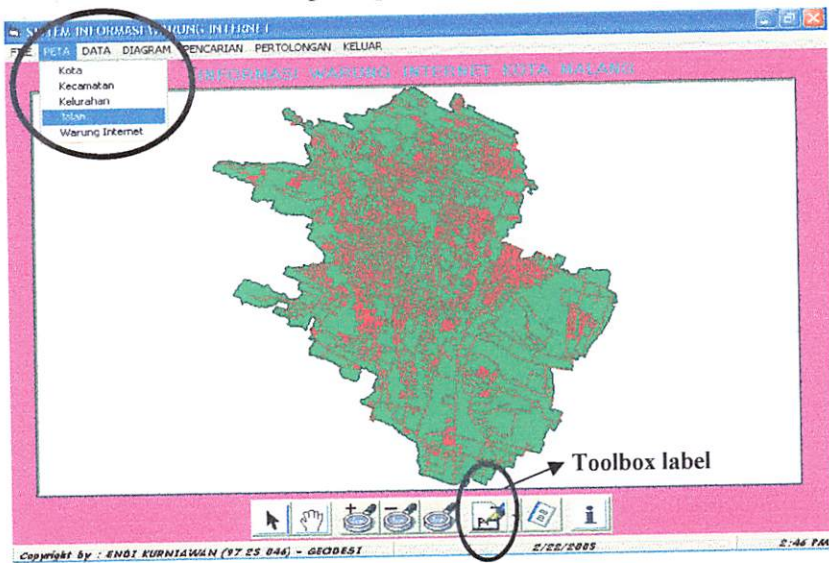 SISTEM INFORMASI WARUNG INTERNET
FILE PETA DATA DIAGRAM PENCARIAN PERTOLONGAN KELUAR
INFORMASI WARUNG INTERNET KOTA MALANG
Kota
Kecamatan
Kelurahan
Jalan
Warung Internet
Toolbox label
Copyright by : ENDI KURNIAWAN (97 25 046) - GEODESI
2/22/2005
2:46 PM